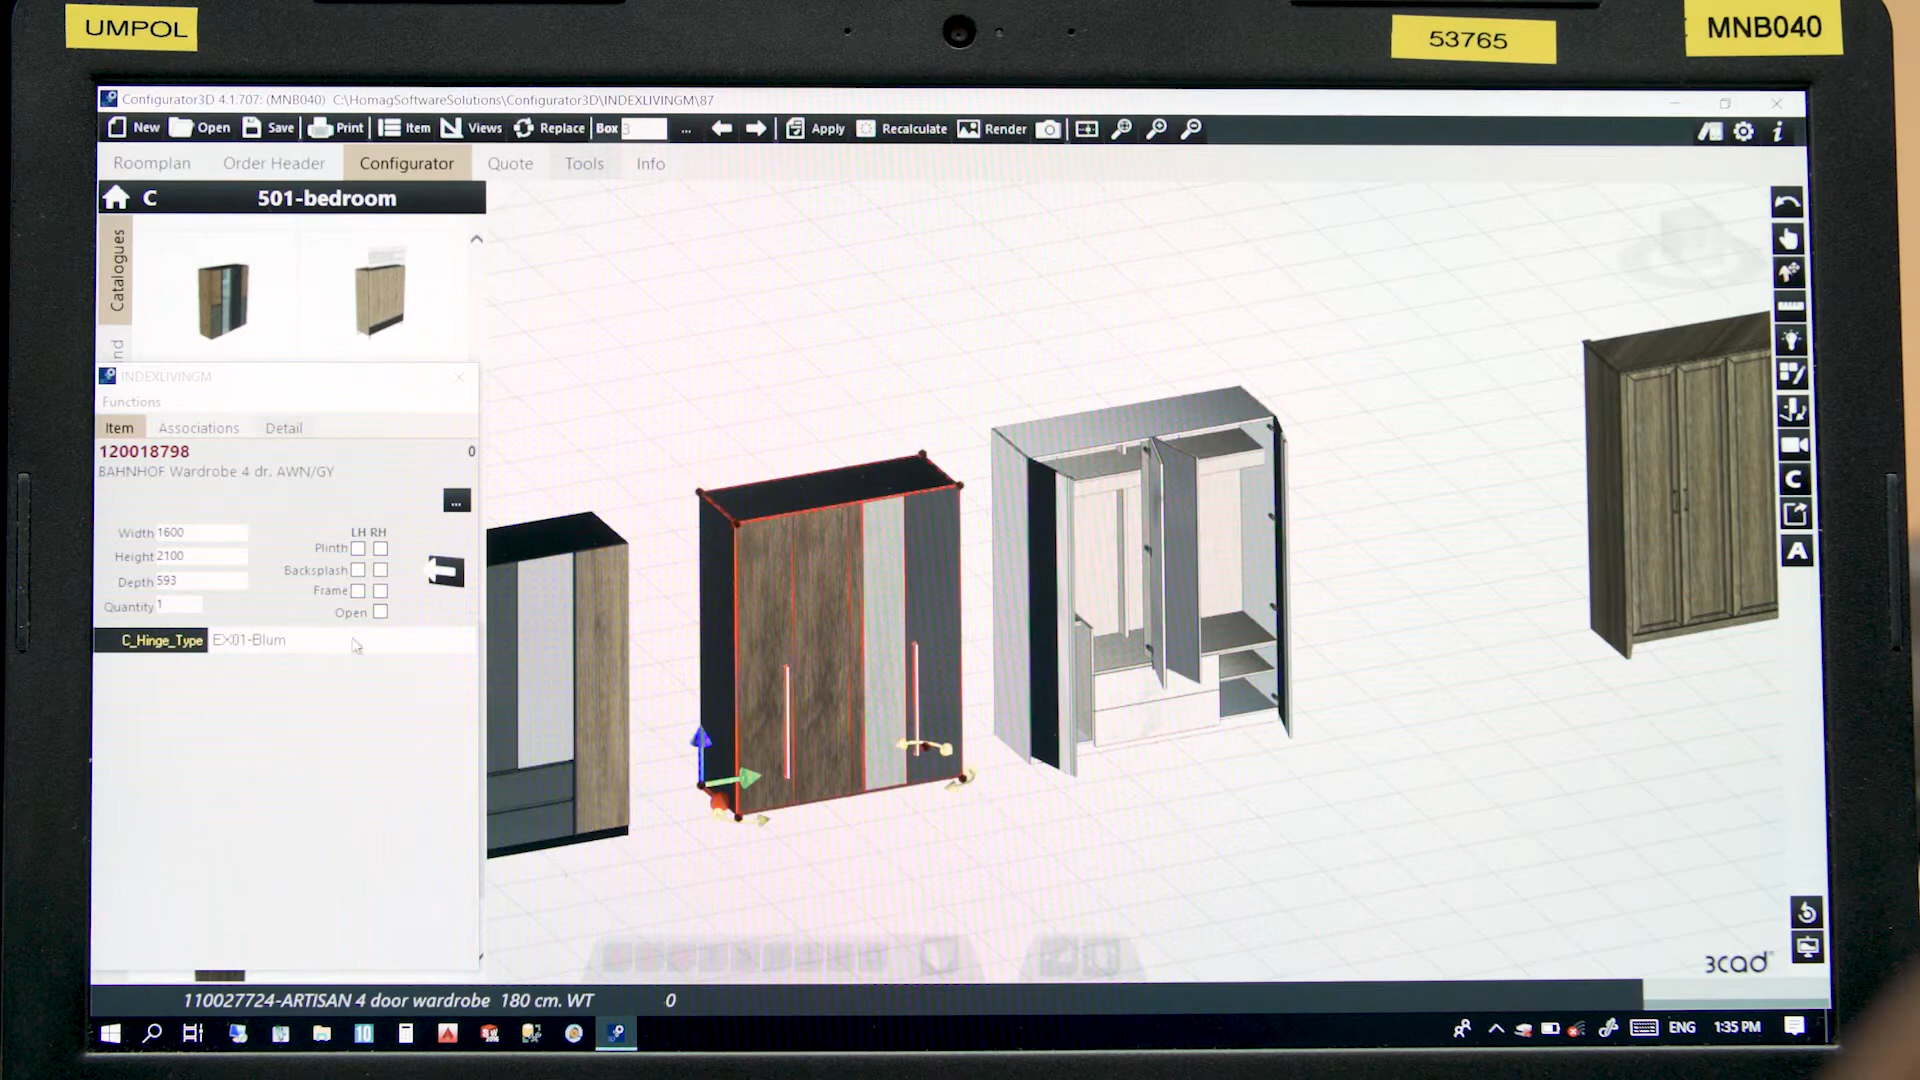 UMPOL
53765
MNB040
Configurator3D 4.1.707: (MNB040) C:\HomagSoftwareSolutions\Configurator3D\INDEXLIVINGM\87
New Open Save Print Item Views Replace Box 3 ... Apply Recalculate Render
Roomplan Order Header Configurator Quote Tools Info
C 501-bedroom
Catalogues
INDEXLIVINGM
Functions
Item Associations Detail
120018798 0
BAHNHOF Wardrobe 4 dr. AWN/GY
...
Width 1600 LH RH
Plinth
Height 2100
Backsplash
Depth 593
Frame
Quantity 1
Open
C_Hinge_Type EX01-Blum
C
A
3cad
110027724-ARTISAN 4 door wardrobe 180 cm. WT 0
10
ENG 1:35 PM